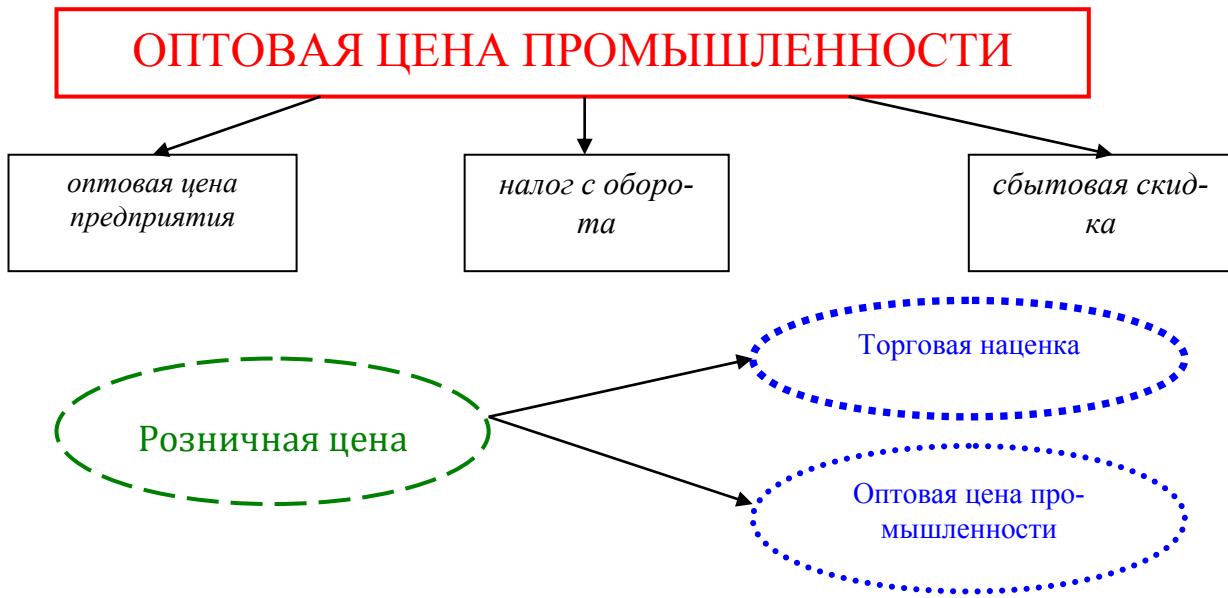 ОПТОВАЯ ЦЕНА ПРОМЫШЛЕННОСТИ
оптовая цена
предприятия
налог с оборо-
та
сбытовая скид-
ка
Торговая наценка
Розничная цена
Оптовая цена про-
мышленности